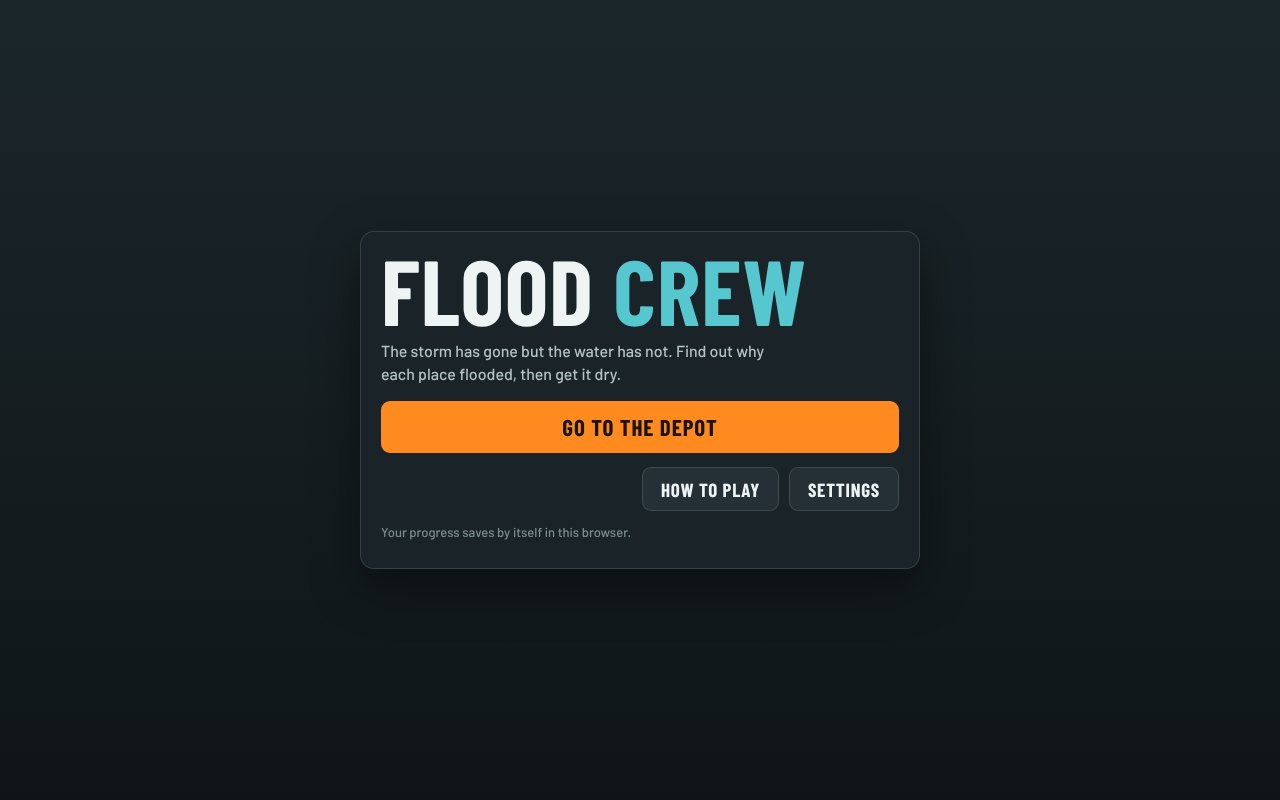 FLOOD CREW
The storm has gone but the water has not. Find out why
each place flooded, then get it dry.
GO TO THE DEPOT
HOW TO PLAY
SETTINGS
Your progress saves by itself in this browser.